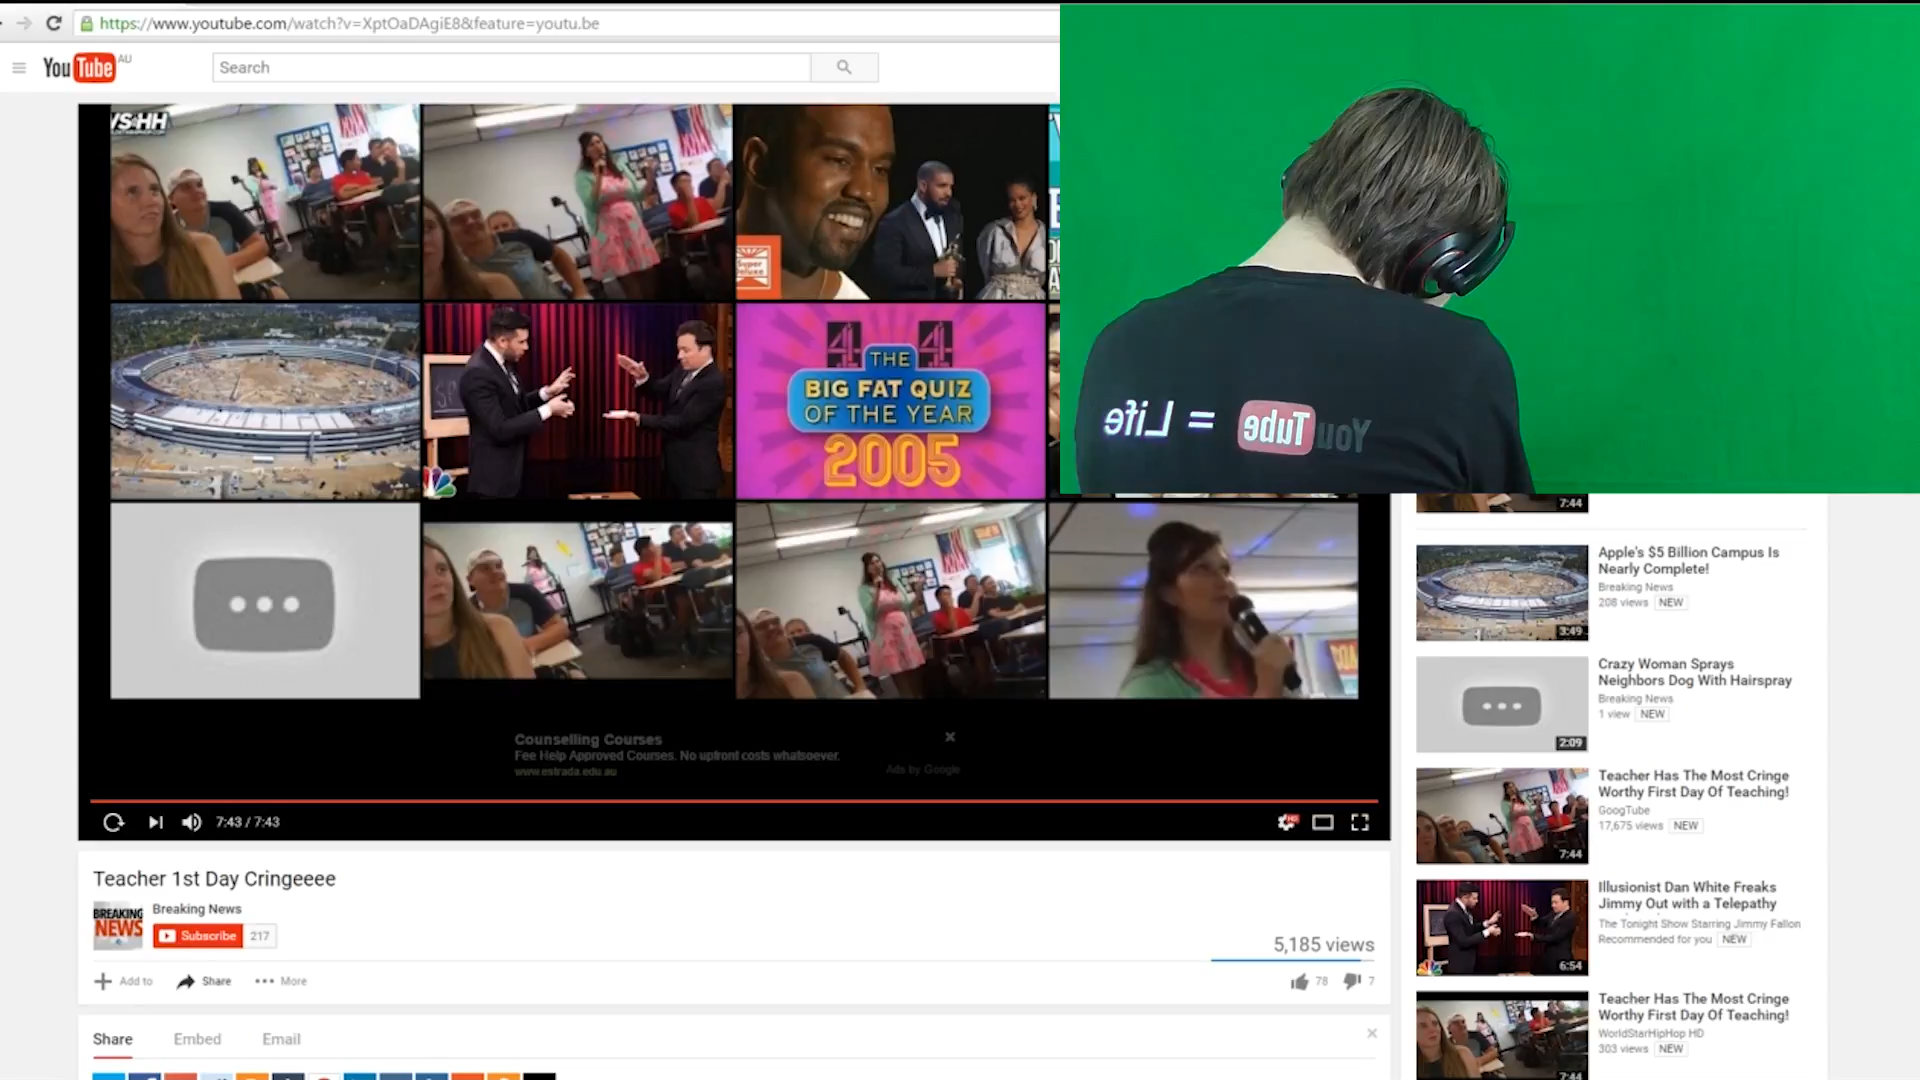 https://www.youtube.com/watch?v=XptOaDAgiE8&feature=youtu.be
YouTube AU
Search
Super
Deluxe
THE
BIG FAT QUIZ
OF THE YEAR
2005
Life = YouTube
Counselling Courses
Fee Help Approved Courses. No upfront costs whatsoever.
www.estrada.edu.au
Ads by Google
7:43 / 7:43
HD
Teacher 1st Day Cringeeee
BREAKING
NEWS
Breaking News
Subscribe 217
5,185 views
Add to Share More
78 7
Share Embed Email
7:44
Apple's $5 Billion Campus Is
Nearly Complete!
Breaking News
208 views NEW
3:49
Crazy Woman Sprays
Neighbors Dog With Hairspray
Breaking News
1 view NEW
2:09
Teacher Has The Most Cringe
Worthy First Day Of Teaching!
GoogTube
17,675 views NEW
7:44
Illusionist Dan White Freaks
Jimmy Out with a Telepathy
The Tonight Show Starring Jimmy Fallon
Recommended for you NEW
6:54
Teacher Has The Most Cringe
Worthy First Day Of Teaching!
WorldStarHipHop HD
303 views NEW
7:44